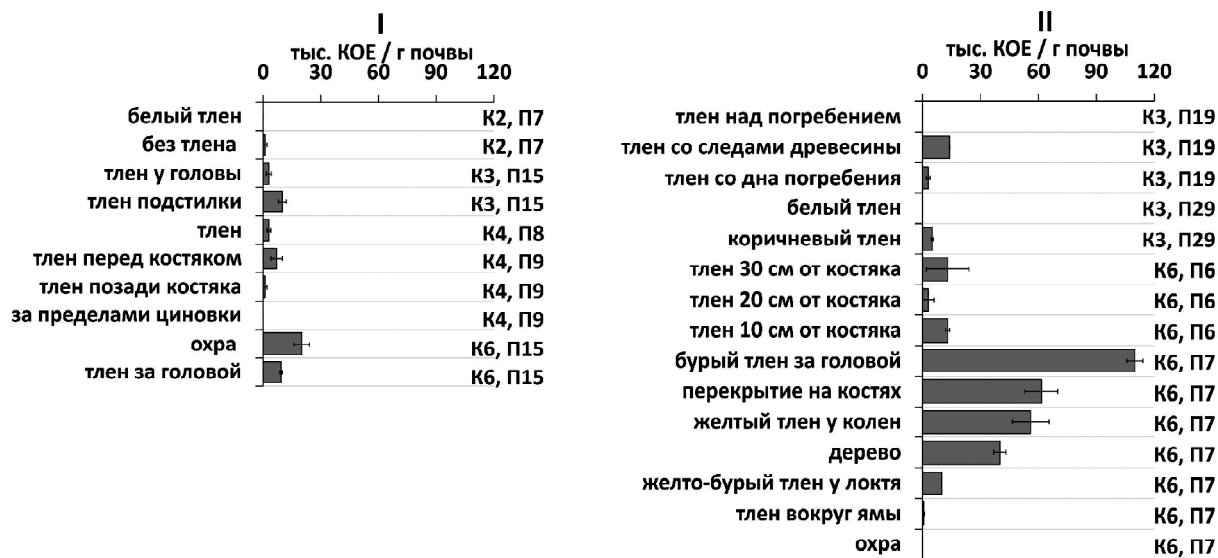 I
тыс. КОЕ / г почвы
0 30 60 90 120
белый тлен К2, П7
без тлена К2, П7
тлен у головы К3, П15
тлен подстилки К3, П15
тлен К4, П8
тлен перед костяком К4, П9
тлен позади костяка К4, П9
за пределами циновки К4, П9
охра К6, П15
тлен за головой К6, П15
II
тыс. КОЕ / г почвы
0 30 60 90 120
тлен над погребением К3, П19
тлен со следами древесины К3, П19
тлен со дна погребения К3, П19
белый тлен К3, П29
коричневый тлен К3, П29
тлен 30 см от костяка К6, П6
тлен 20 см от костяка К6, П6
тлен 10 см от костяка К6, П6
бурый тлен за головой К6, П7
перекрытие на костях К6, П7
желтый тлен у колен К6, П7
дерево К6, П7
желто-бурый тлен у локтя К6, П7
тлен вокруг ямы К6, П7
охра К6, П7